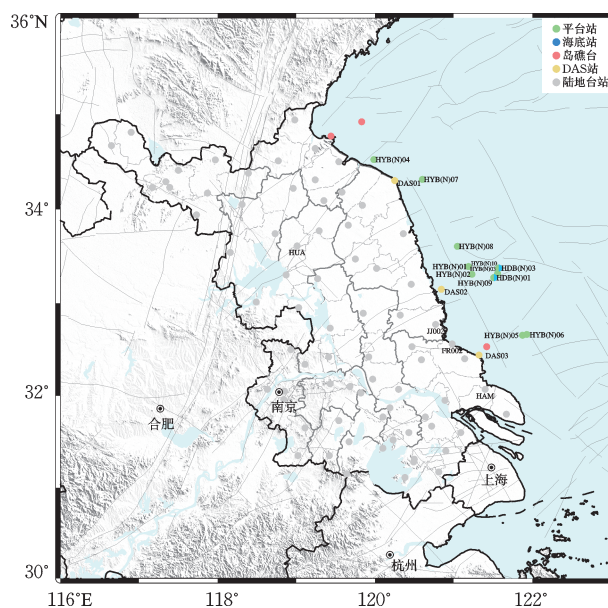 36°N
平台站
海底站
岛礁台
DAS站
陆地台站
HYB(N)04
DAS01
HYB(N)07
34°
HYB(N)08
HUA
HYB(N)10
HYB(N)01
HYB(N)03
HDB(N)03
HYB(N)02
HDB(N)01
HYB(N)09
DAS02
JJ002
HYB(N)05
HYB(N)06
FR002
DAS03
32°
南京
HAM
合肥
上海
30°
杭州
116°E
118°
120°
122°